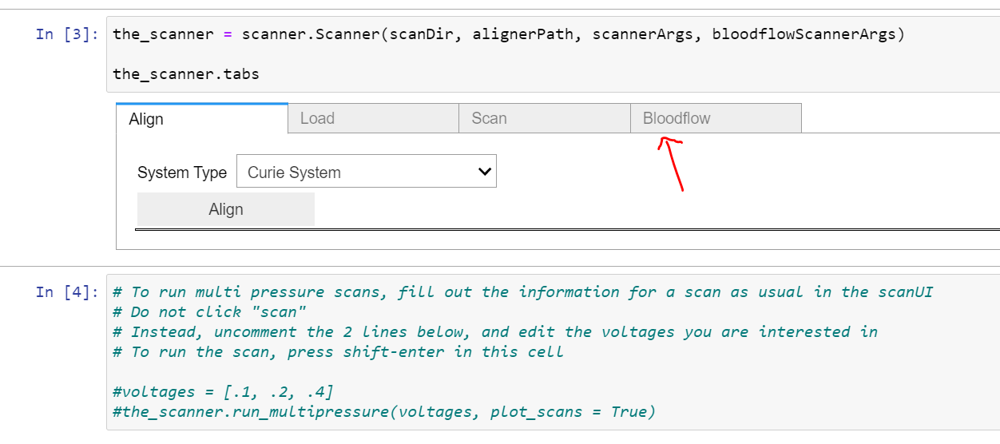 In [3]: the_scanner = scanner.Scanner(scanDir, alignerPath, scannerArgs, bloodflowScannerArgs)
the_scanner.tabs
Align Load Scan Bloodflow
System Type Curie System
Align
In [4]: # To run multi pressure scans, fill out the information for a scan as usual in the scanUI
# Do not click "scan"
# Instead, uncomment the 2 lines below, and edit the voltages you are interested in
# To run the scan, press shift-enter in this cell
#voltages = [.1, .2, .4]
#the_scanner.run_multipressure(voltages, plot_scans = True)